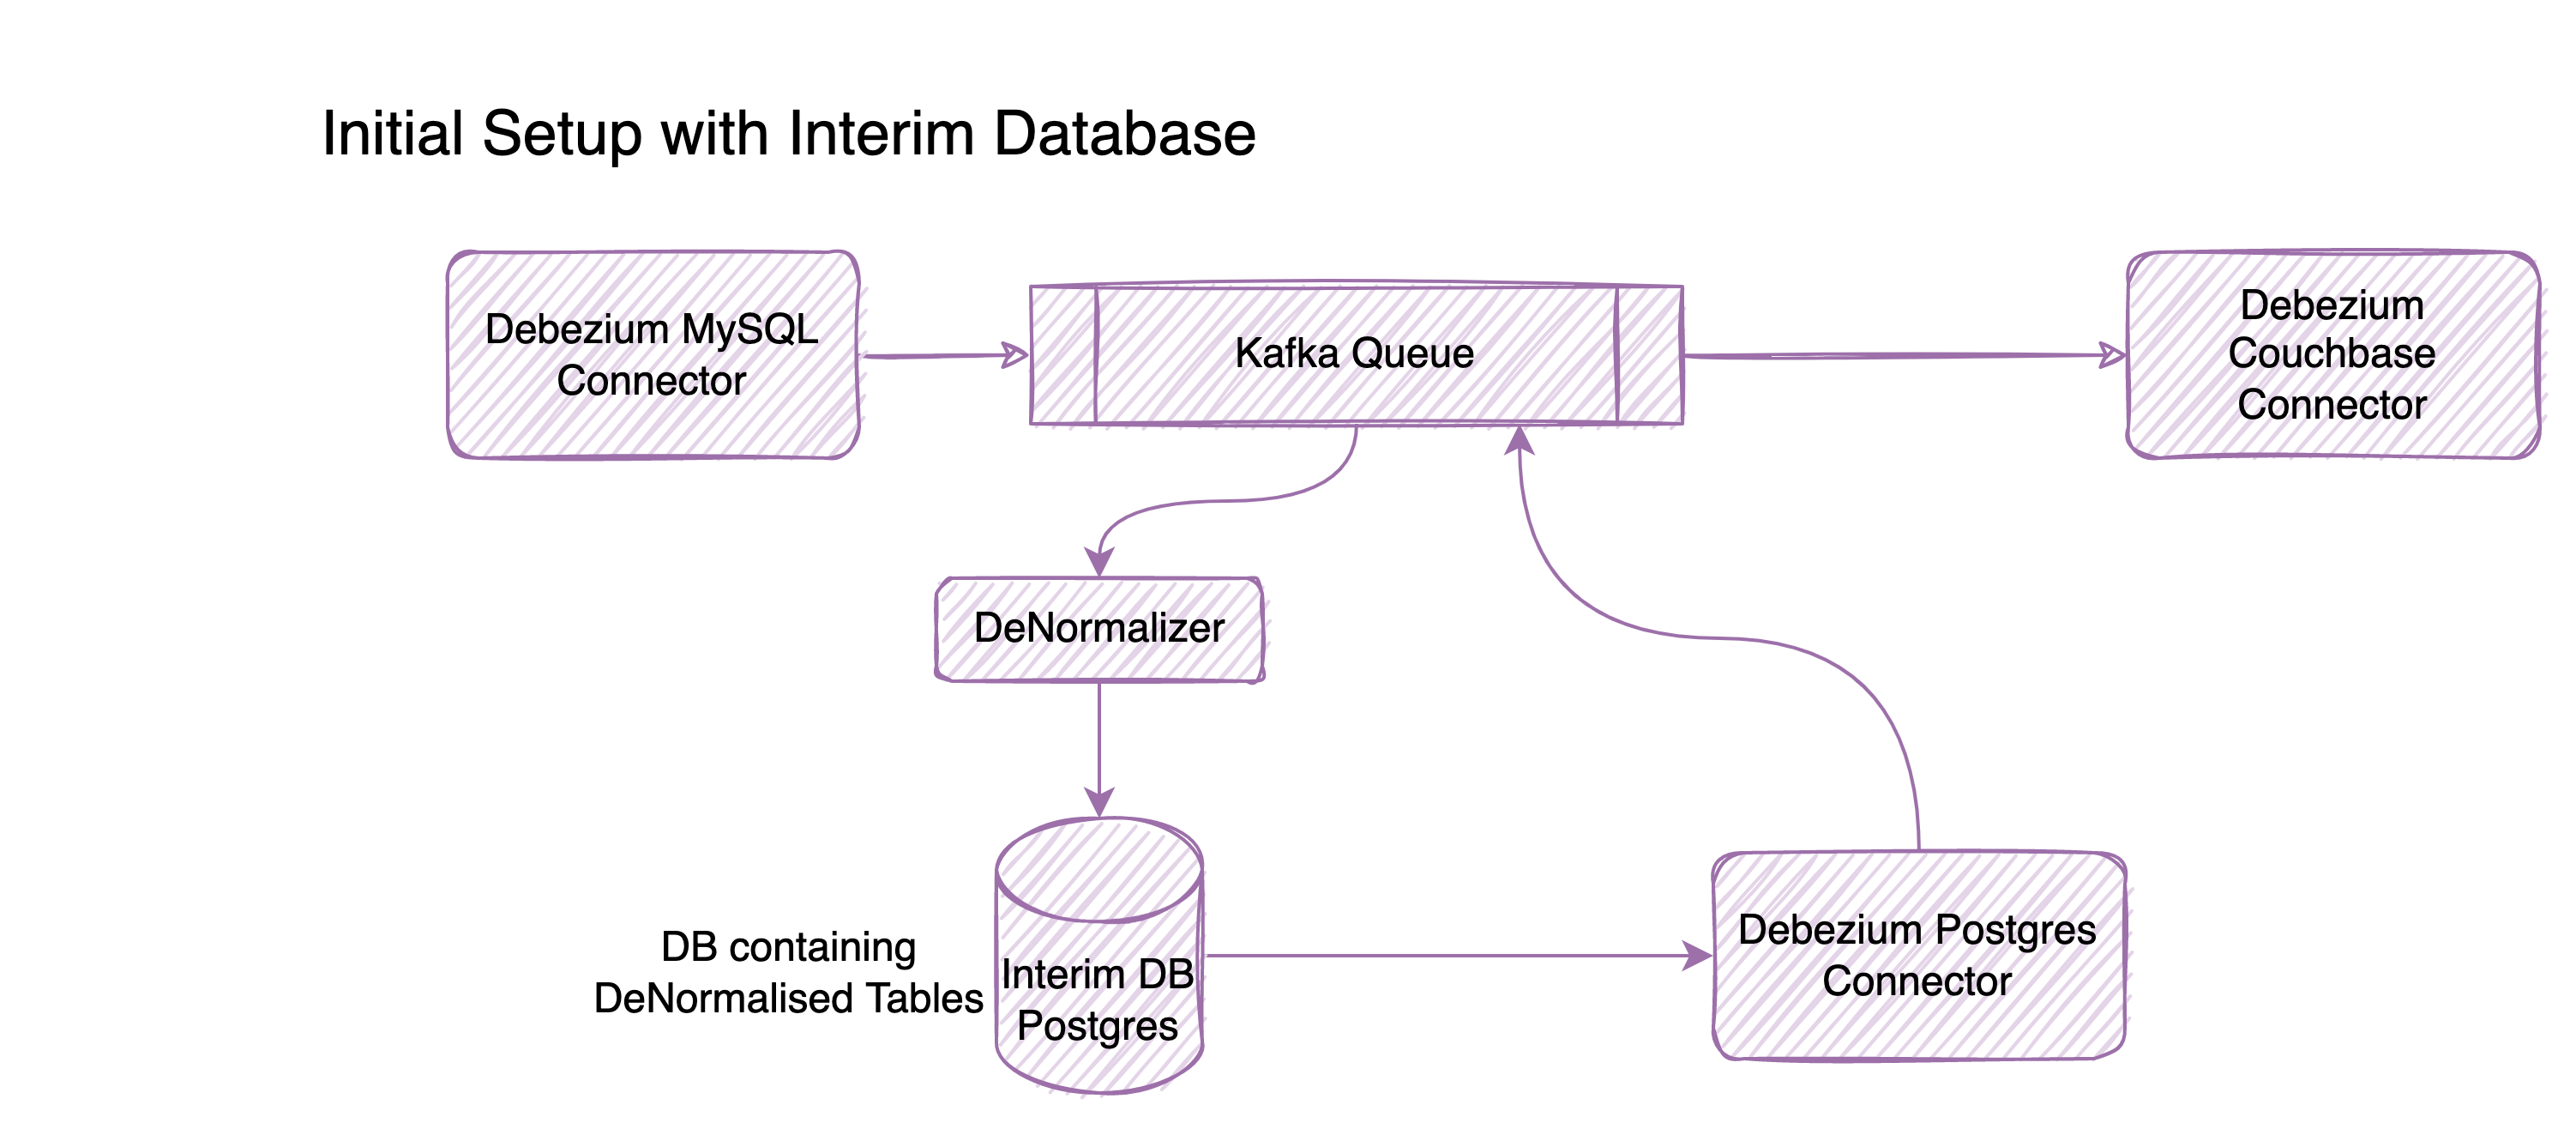 Initial Setup with Interim Database
Debezium MySQL
Connector
Kafka Queue
Debezium
Couchbase
Connector
DeNormalizer
DB containing
DeNormalised Tables
Interim DB
Postgres
Debezium Postgres
Connector